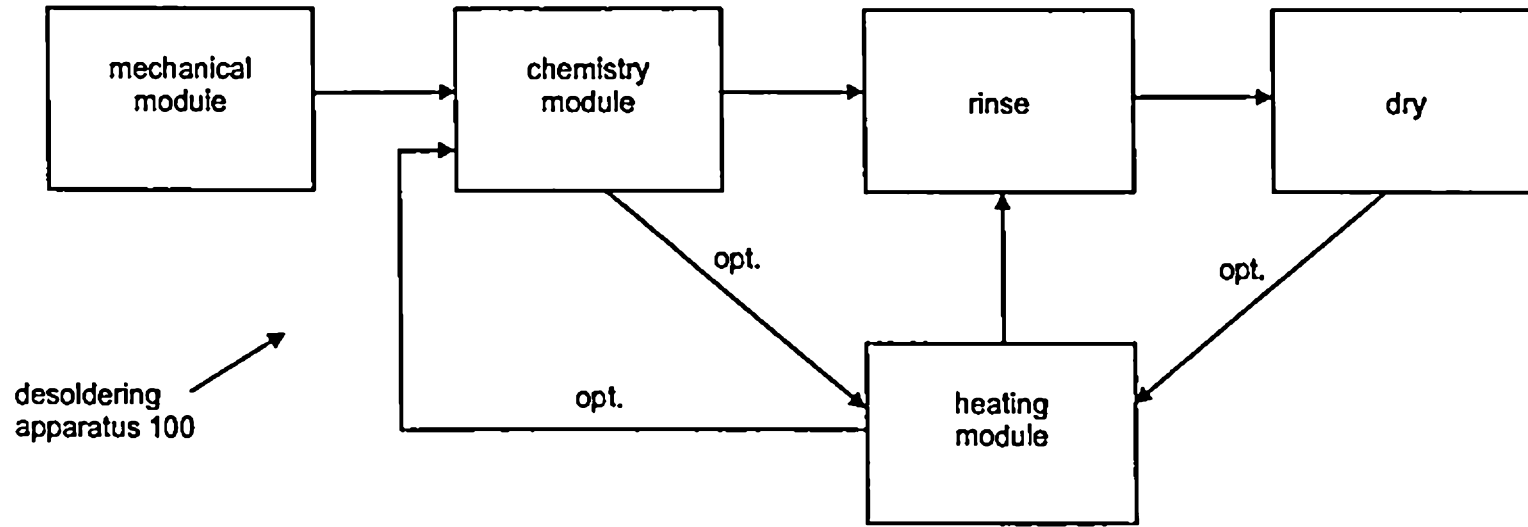 mechanical
module
chemistry
module
rinse
dry
opt.
opt.
opt.
heating
module
desoldering
apparatus 100